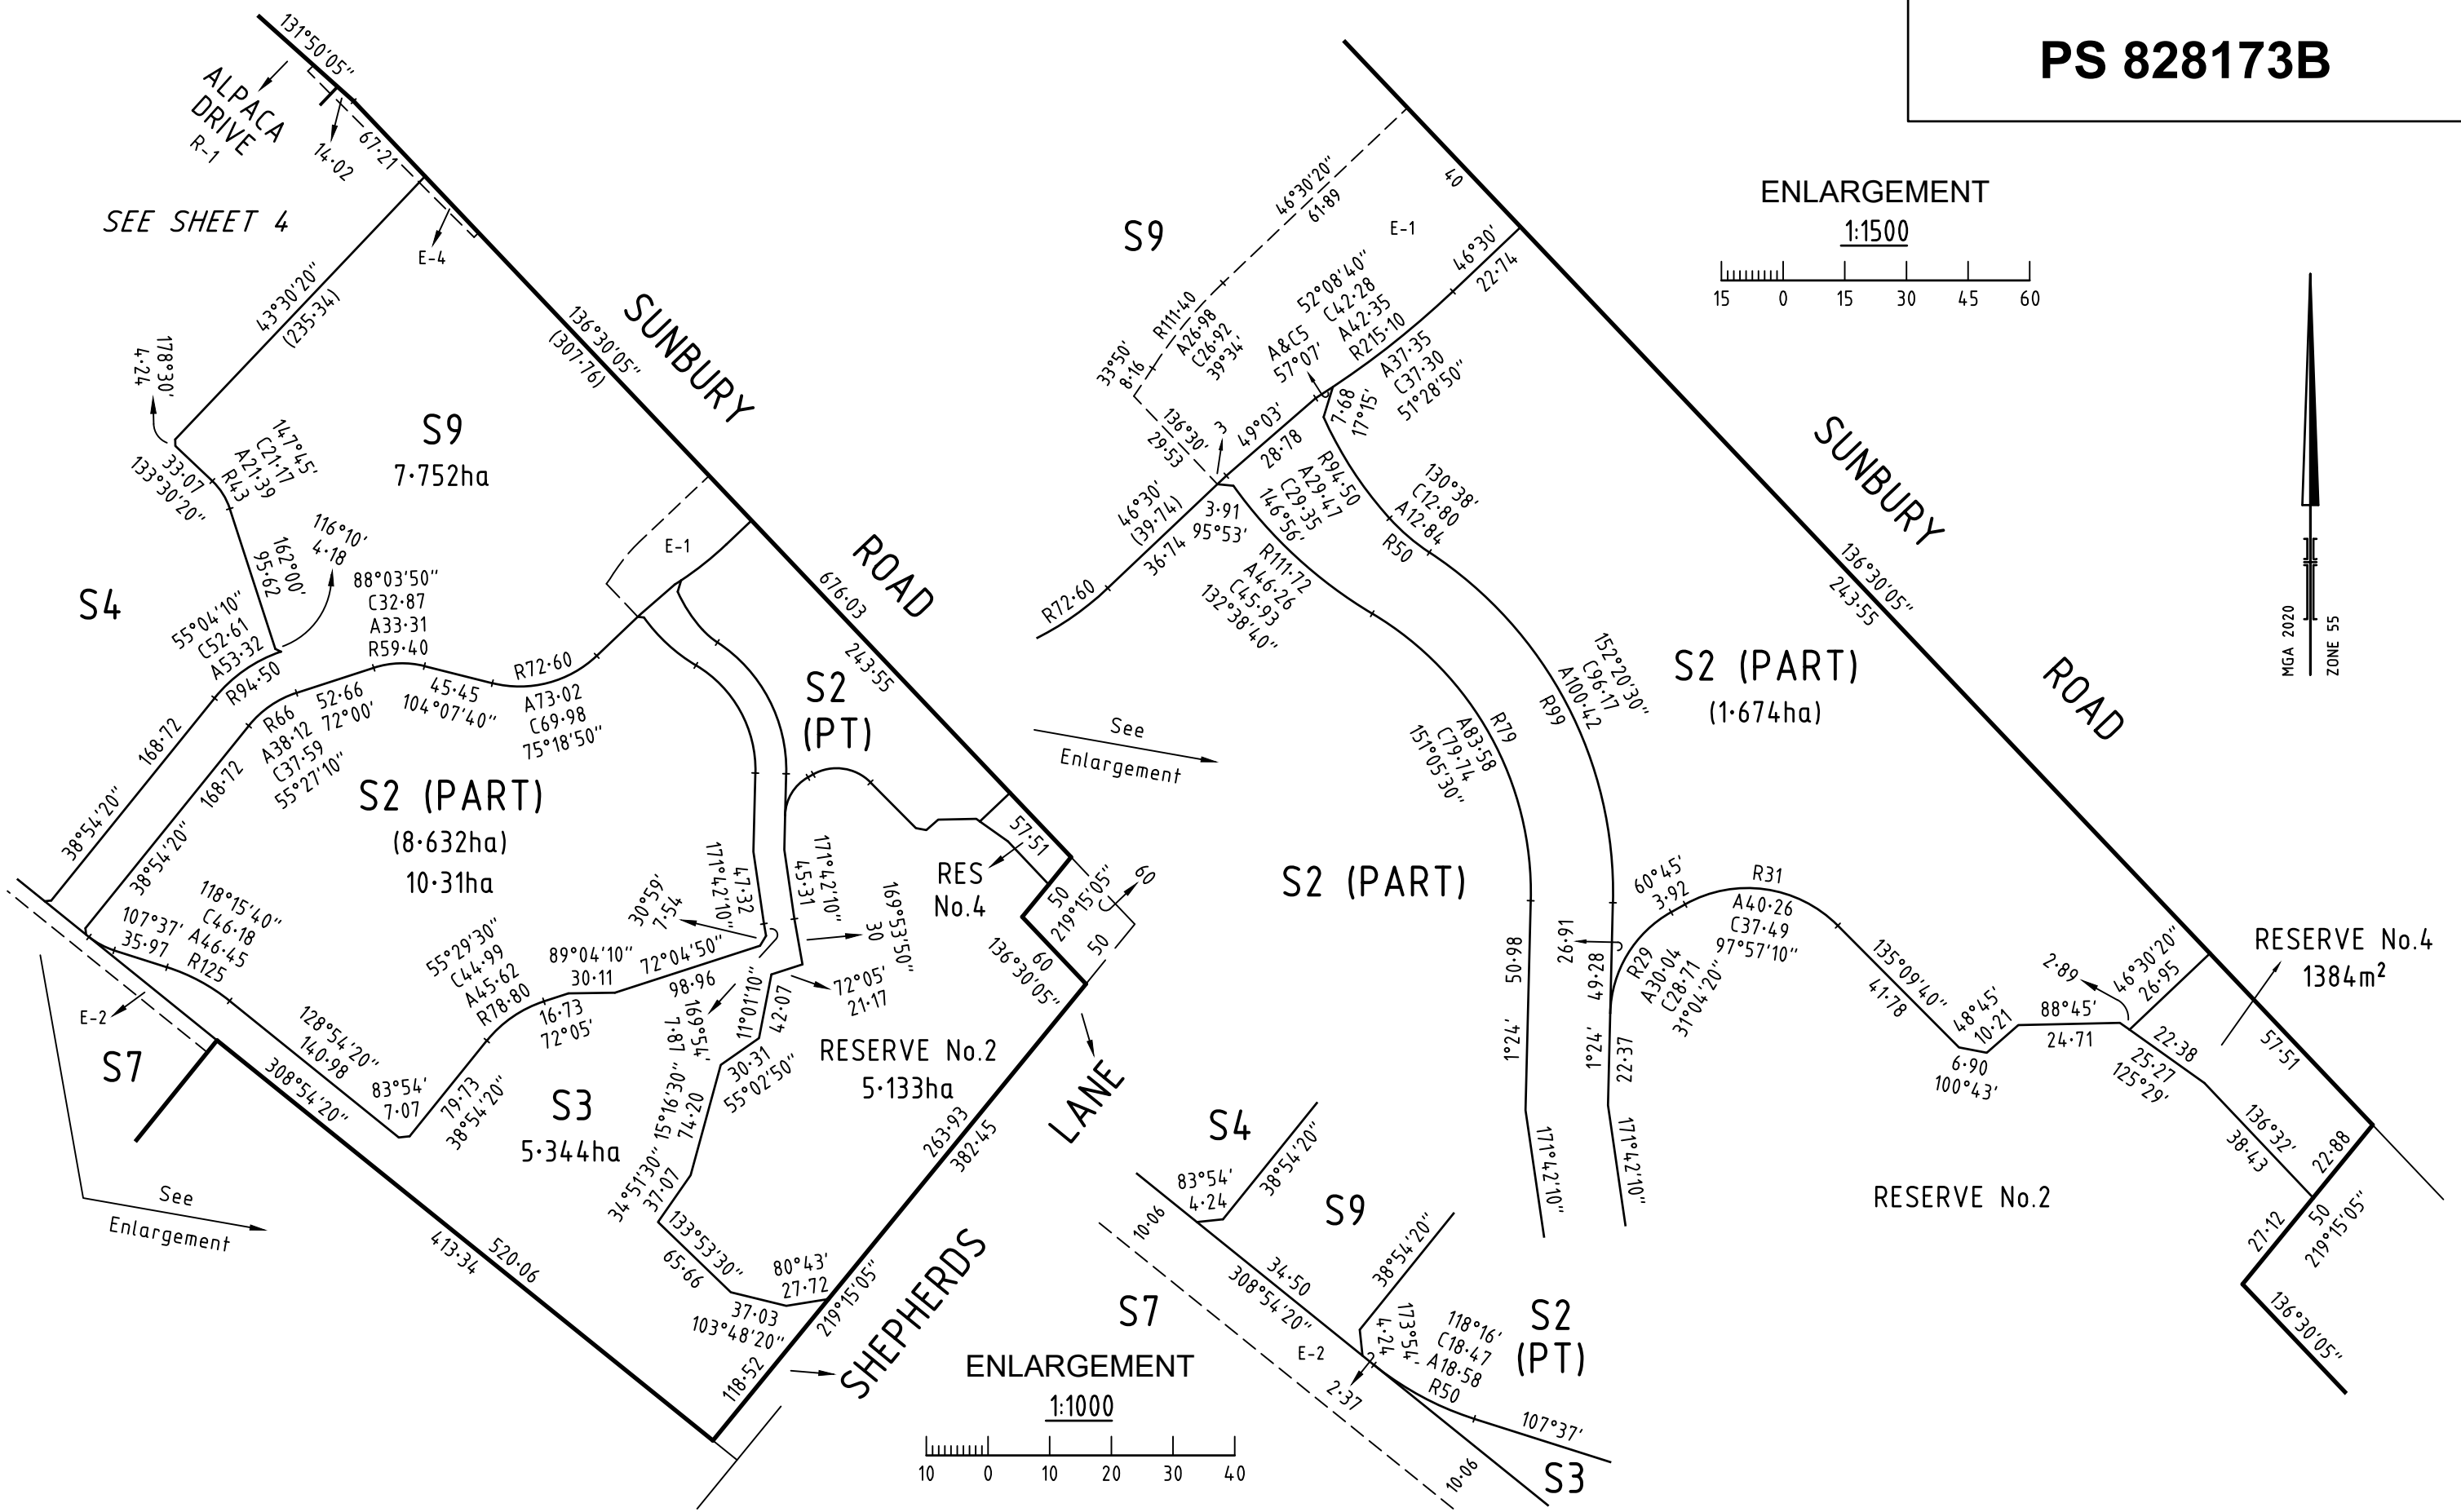 PS 828173B
131°50'05"
ALPACA
DRIVE
R-1
14·02
67·21
SEE SHEET 4
E-4
43°30'20"
(235·34)
178°30'
4·24
136°30'05"
(307·76)
SUNBURY
ROAD
S9
7·752ha
33·07
133°30'20"
147°45'
C21·17
A21·39
R43
116°10'
4·18
162°00'
95·62
E-1
S4
55°04'10"
C52·61
A53·32
R94·50
88°03'50"
C32·87
A33·31
R59·40
168·72
38°54'20"
R66
A38·12
C37·59
55°27'10"
52·66
72°00'
45·45
104°07'40"
R72·60
A73·02
C69·98
75°18'50"
168·72
38°54'20"
676·03
243·55
S2
(PT)
S2 (PART)
(8·632ha)
10·31ha
57·51
RES
No.4
50
219°15'05"
60
50
60
136°30'05"
107°37'
35·97
118°15'40"
C46·18
A46·45
R125
55°29'30"
C44·99
A45·62
R78·80
89°04'10"
30·11
72°04'50"
98·96
16·73
72°05'
30°59'
7·54
171°42'10"
47·32
171°42'10"
45·31
169°53'50"
30
72°05'
21·17
11°01'10"
42·07
169°54'
7·87
E-2
S7
128°54'20"
140·98
83°54'
7·07
79·73
38°54'20"
308°54'20"
S3
5·344ha
15°16'30"
74·20
30·31
55°02'50"
34°51'30"
37·07
RESERVE No.2
5·133ha
263·93
382·45
LANE
133°53'30"
65·66
80°43'
27·72
37·03
103°48'20"
219°15'05"
118·52
SHEPHERDS
See
Enlargement
520·06
413·34
ENLARGEMENT
1:1500
15 0 15 30 45 60
46°30'20"
61·89
40
S9
E-1
46°30'
22·74
52°08'40"
C42·28
A42·35
R215·10
R111·40
A26·98
C26·92
39°34'
33°50'
8·16
A&C5
57°07'
A37·35
C37·30
51°28'50"
7·68
17°15'
136°30'
29·53
3
49°03'
28·78
46°30'
(39·74)
36·74
R72·60
3·91
95°53'
R94·50
A29·47
C29·35
146°56'
130°38'
C12·80
A12·84
R50
R111·72
A46·26
C45·93
132°38'40"
SUNBURY
ROAD
136°30'05"
243·55
MGA 2020
ZONE 55
152°20'30"
C96·17
A100·42
R99
R79
A83·58
C79·74
151°05'30"
S2 (PART)
(1·674ha)
See
Enlargement
S2 (PART)
60°45'
3·92
R31
A40·26
C37·49
97°57'10"
R29
A30·04
C28·71
31°04'20"
26·91
50·98
49·28
1°24'
1°24'
22·37
171°42'10"
171°42'10"
135°09'40"
41·78
48°45'
10·21
6·90
100°43'
88°45'
24·71
2·89
46°30'20"
26·95
RESERVE No.4
1384m²
22·38
25·27
125°29'
57·51
136°32'
38·43
22·88
27·12
50
219°15'05"
136°30'05"
RESERVE No.2
S4
83°54'
4·24
38°54'20"
S9
10·06
34·50
308°54'20"
38°54'20"
S7
E-2
173°54'
4·24
118°16'
C18·47
A18·58
R50
2·37
S2
(PT)
107°37'
10·06
S3
ENLARGEMENT
1:1000
10 0 10 20 30 40